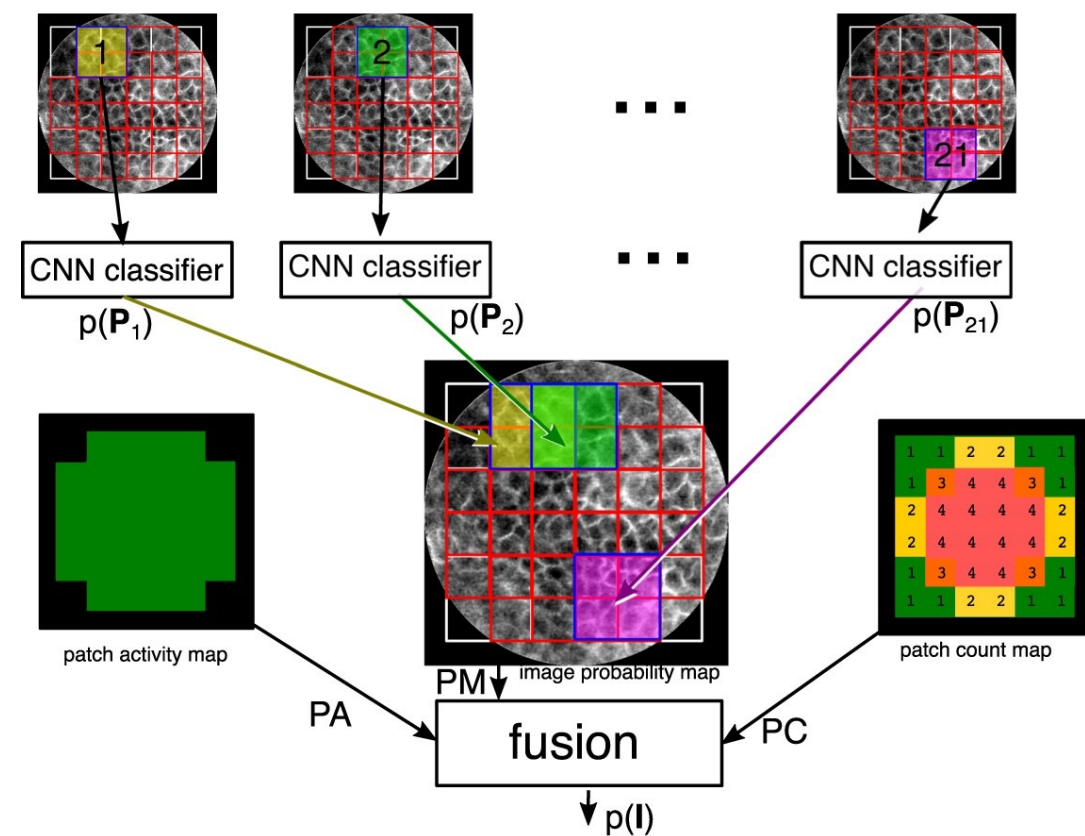 1
2
...
21
CNN classifier
CNN classifier
...
CNN classifier
p(P1)
p(P2)
p(P21)
patch activity map
image probability map
1 1 2 2 1 1
1 3 4 4 3 1
2 4 4 4 4 2
2 4 4 4 4 2
1 3 4 4 3 1
1 1 2 2 1 1
patch count map
PM
PA
PC
fusion
p(I)